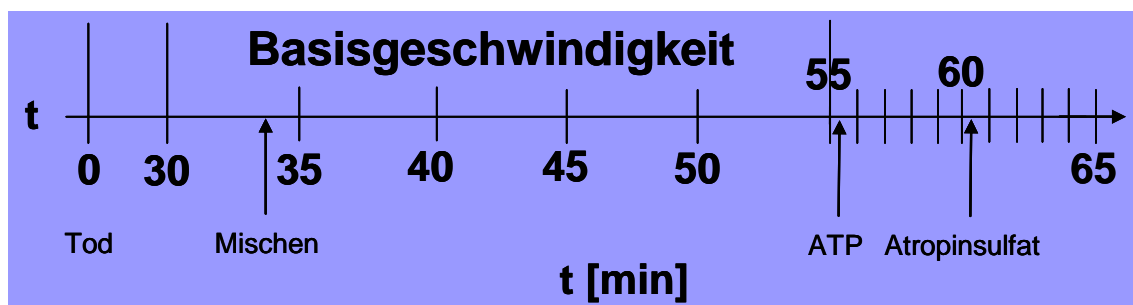 Basisgeschwindigkeit
55 60
t
0 30 35 40 45 50 65
Tod Mischen ATP Atropinsulfat
t [min]